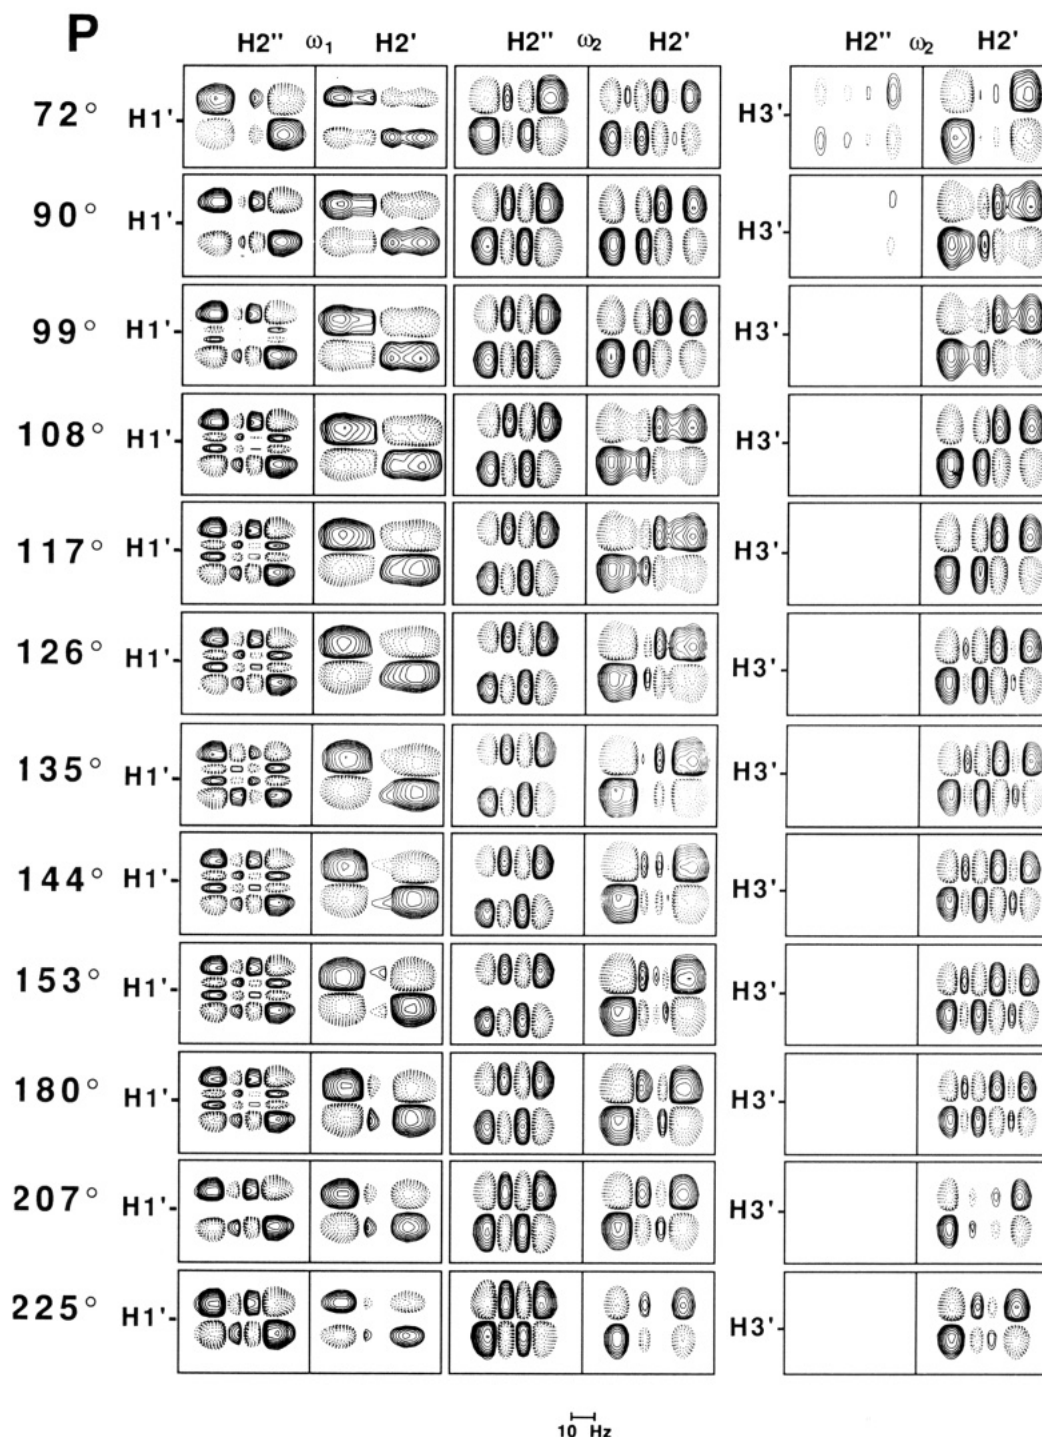 P H2'' ω1 H2' H2'' ω2 H2' H2'' ω2 H2'
72° H1'- H3'-
90° H1'- H3'-
99° H1'- H3'-
108° H1'- H3'-
117° H1'- H3'-
126° H1'- H3'-
135° H1'- H3'-
144° H1'- H3'-
153° H1'- H3'-
180° H1'- H3'-
207° H1'- H3'-
225° H1'- H3'-
10 Hz